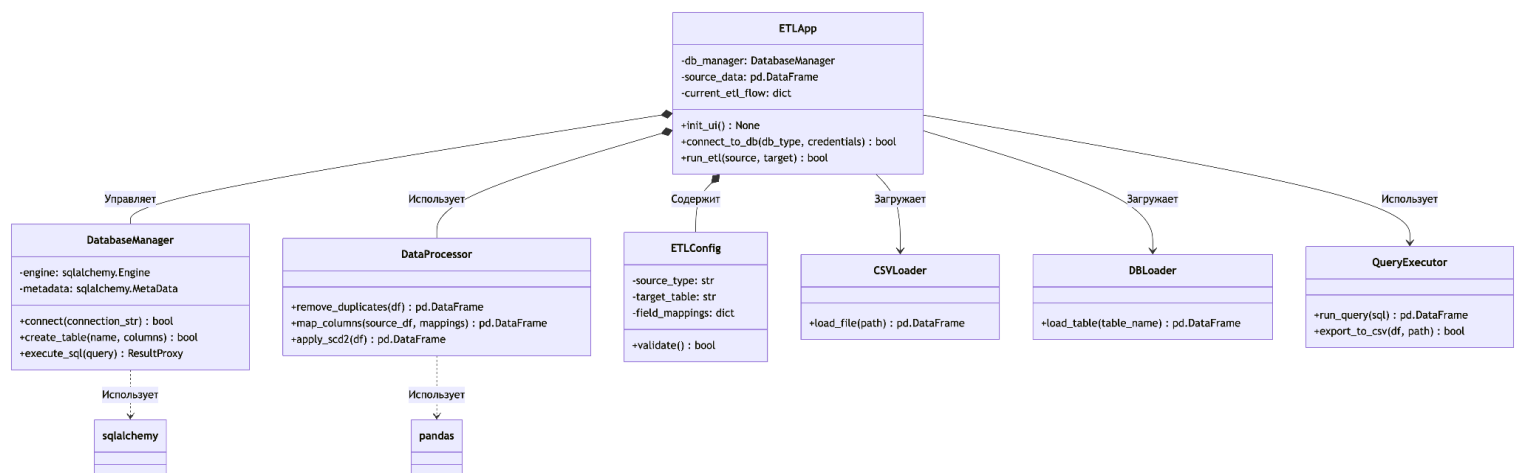 ETLApp
-db_manager: DatabaseManager
-source_data: pd.DataFrame
-current_etl_flow: dict
+init_ui() : None
+connect_to_db(db_type, credentials) : bool
+run_etl(source, target) : bool
Управляет
Использует
Содержит
Загружает
Загружает
Использует
DatabaseManager
-engine: sqlalchemy.Engine
-metadata: sqlalchemy.MetaData
+connect(connection_str) : bool
+create_table(name, columns) : bool
+execute_sql(query) : ResultProxy
DataProcessor
+remove_duplicates(df) : pd.DataFrame
+map_columns(source_df, mappings) : pd.DataFrame
+apply_scd2(df) : pd.DataFrame
ETLConfig
-source_type: str
-target_table: str
-field_mappings: dict
+validate() : bool
CSVLoader
+load_file(path) : pd.DataFrame
DBLoader
+load_table(table_name) : pd.DataFrame
QueryExecutor
+run_query(sql) : pd.DataFrame
+export_to_csv(df, path) : bool
Использует
Использует
sqlalchemy
pandas